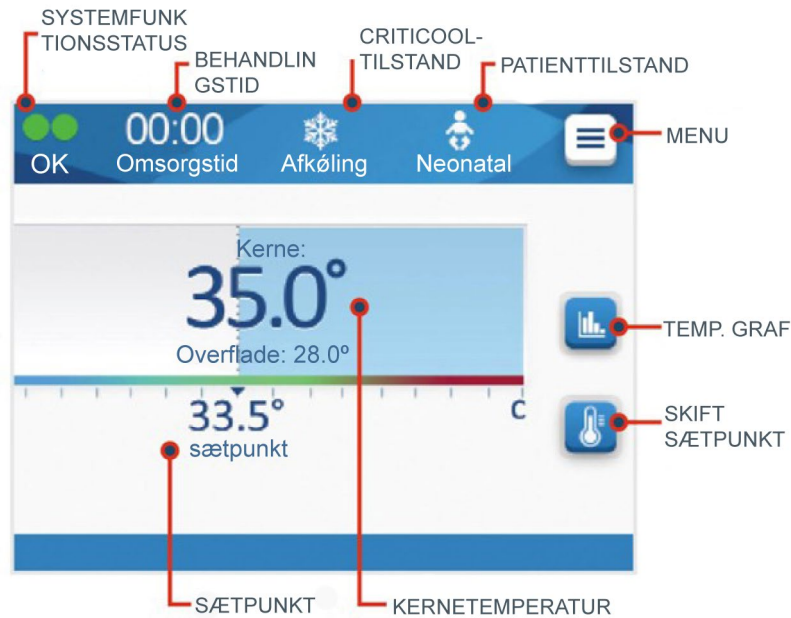 SYSTEMFUNK
TIONSSTATUS
BEHANDLIN
GSTID
CRITICOOL-
TILSTAND
PATIENTTILSTAND
MENU
OK
00:00
Omsorgstid
Afkøling
Neonatal
Kerne:
35.0°
Overflade: 28.0º
TEMP. GRAF
33.5°
sætpunkt
C
SKIFT
SÆTPUNKT
SÆTPUNKT
KERNETEMPERATUR